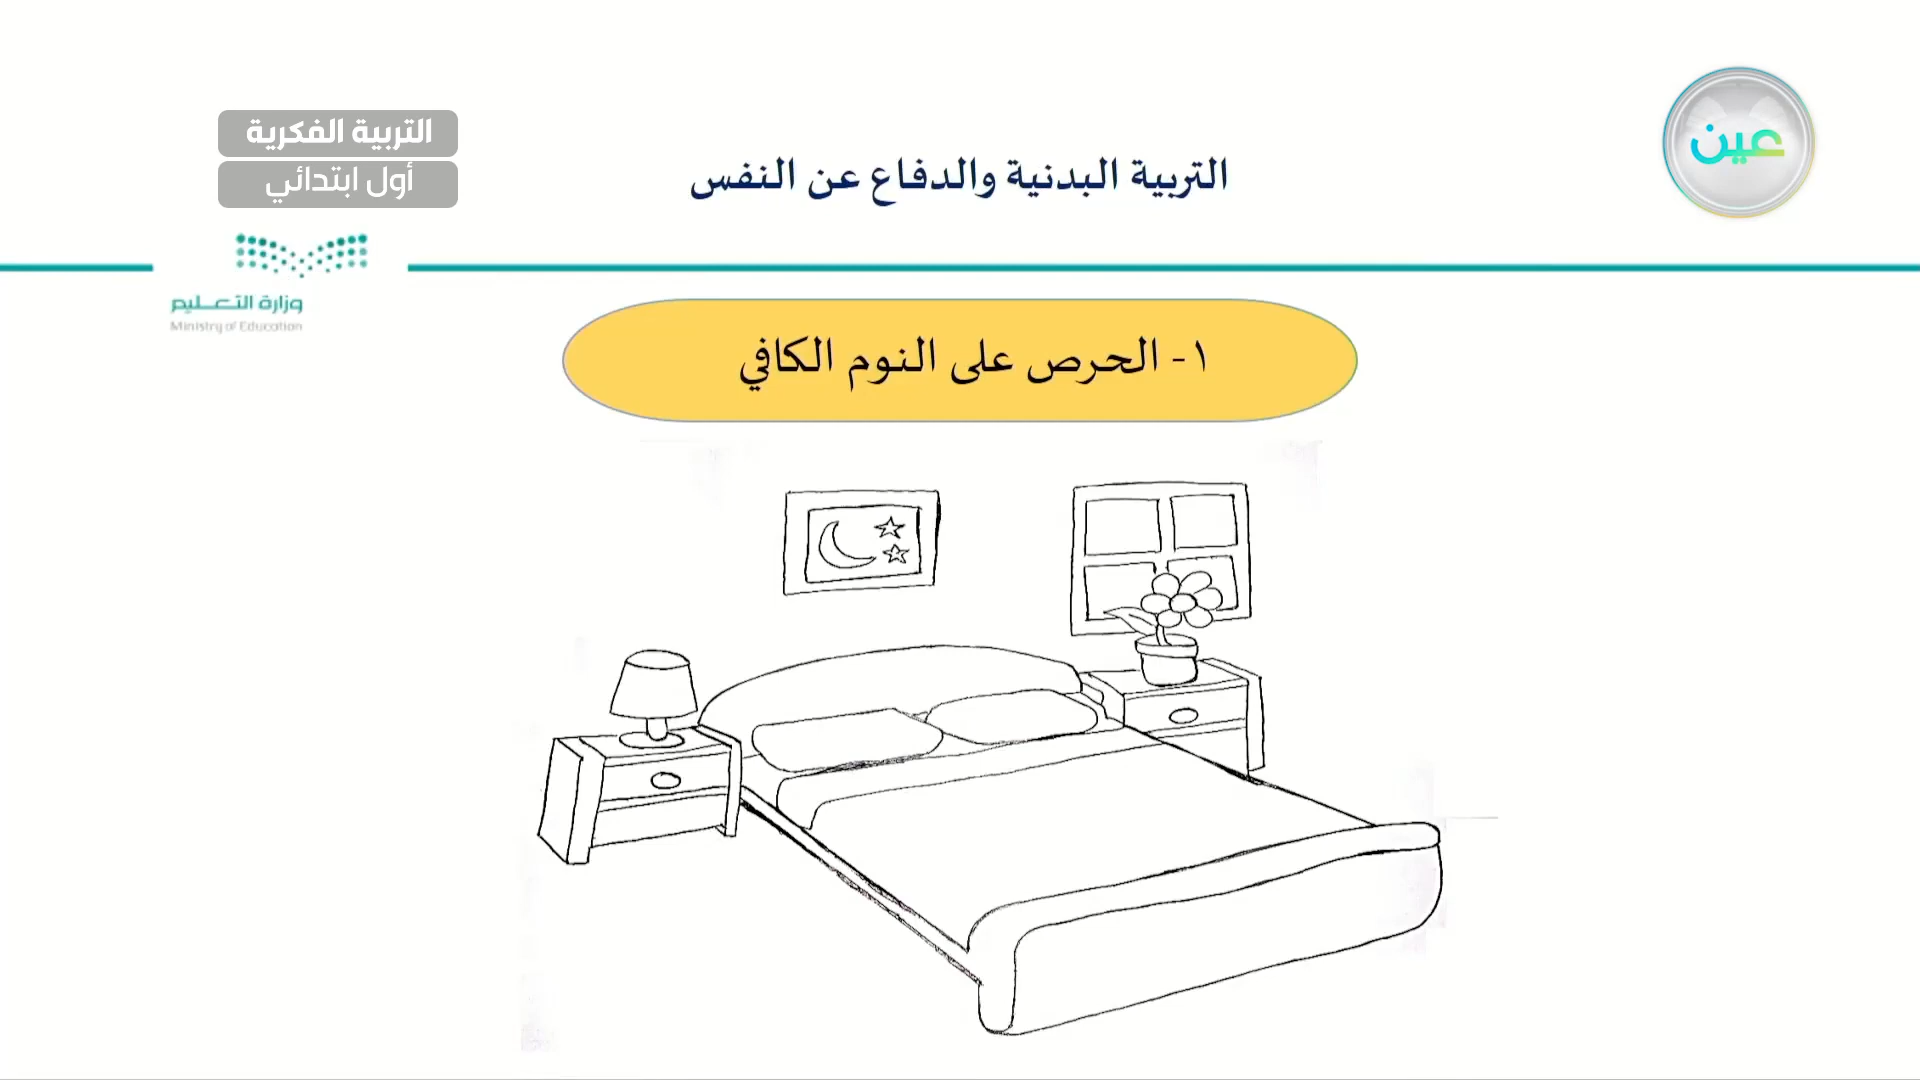 التربية الفكرية
أول ابتدائي
عين
التربية البدنية والدفاع عن النفس
وزارة التعليم
Ministry of Education
١- الحرص على النوم الكافي